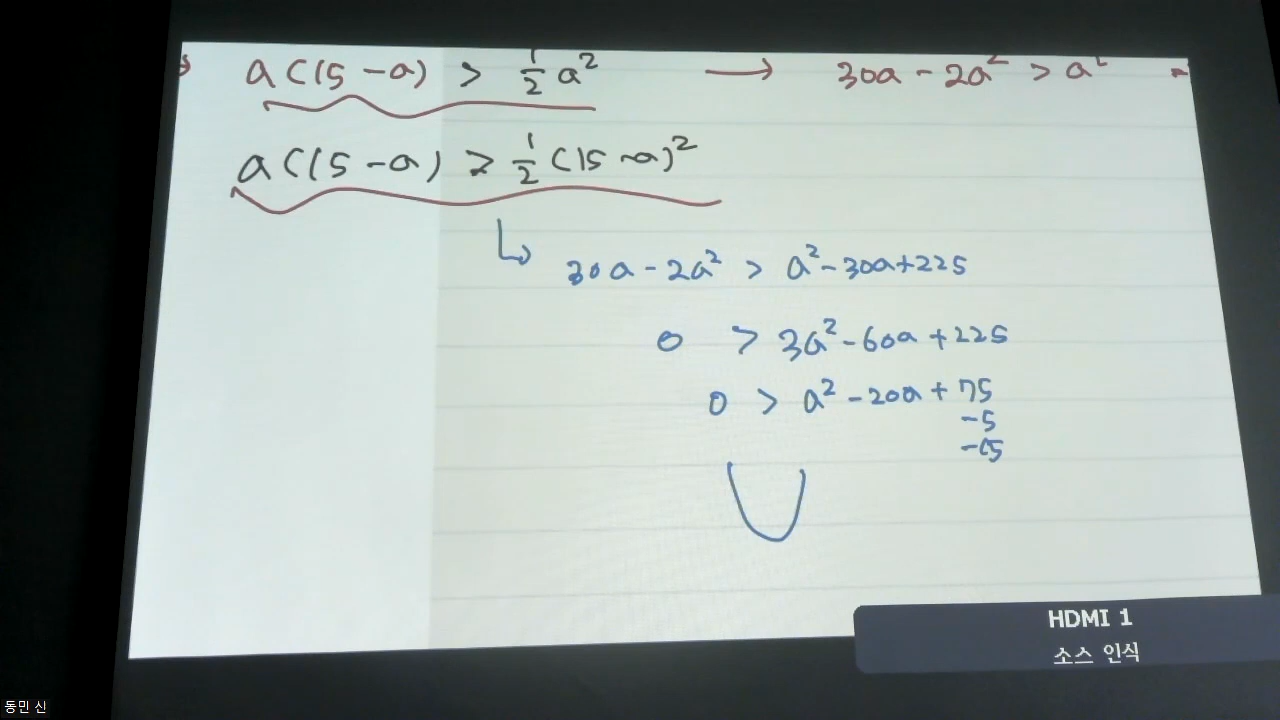 a(15-a) > 1/2 a² → 30a - 2a² > a²
a(15-a) > 1/2 (15-a)²
↳ 30a - 2a² > a² - 30a + 225
0 > 3a² - 60a + 225
0 > a² - 20a + 75
-5
-15
HDMI 1
소스 인식
동민 신